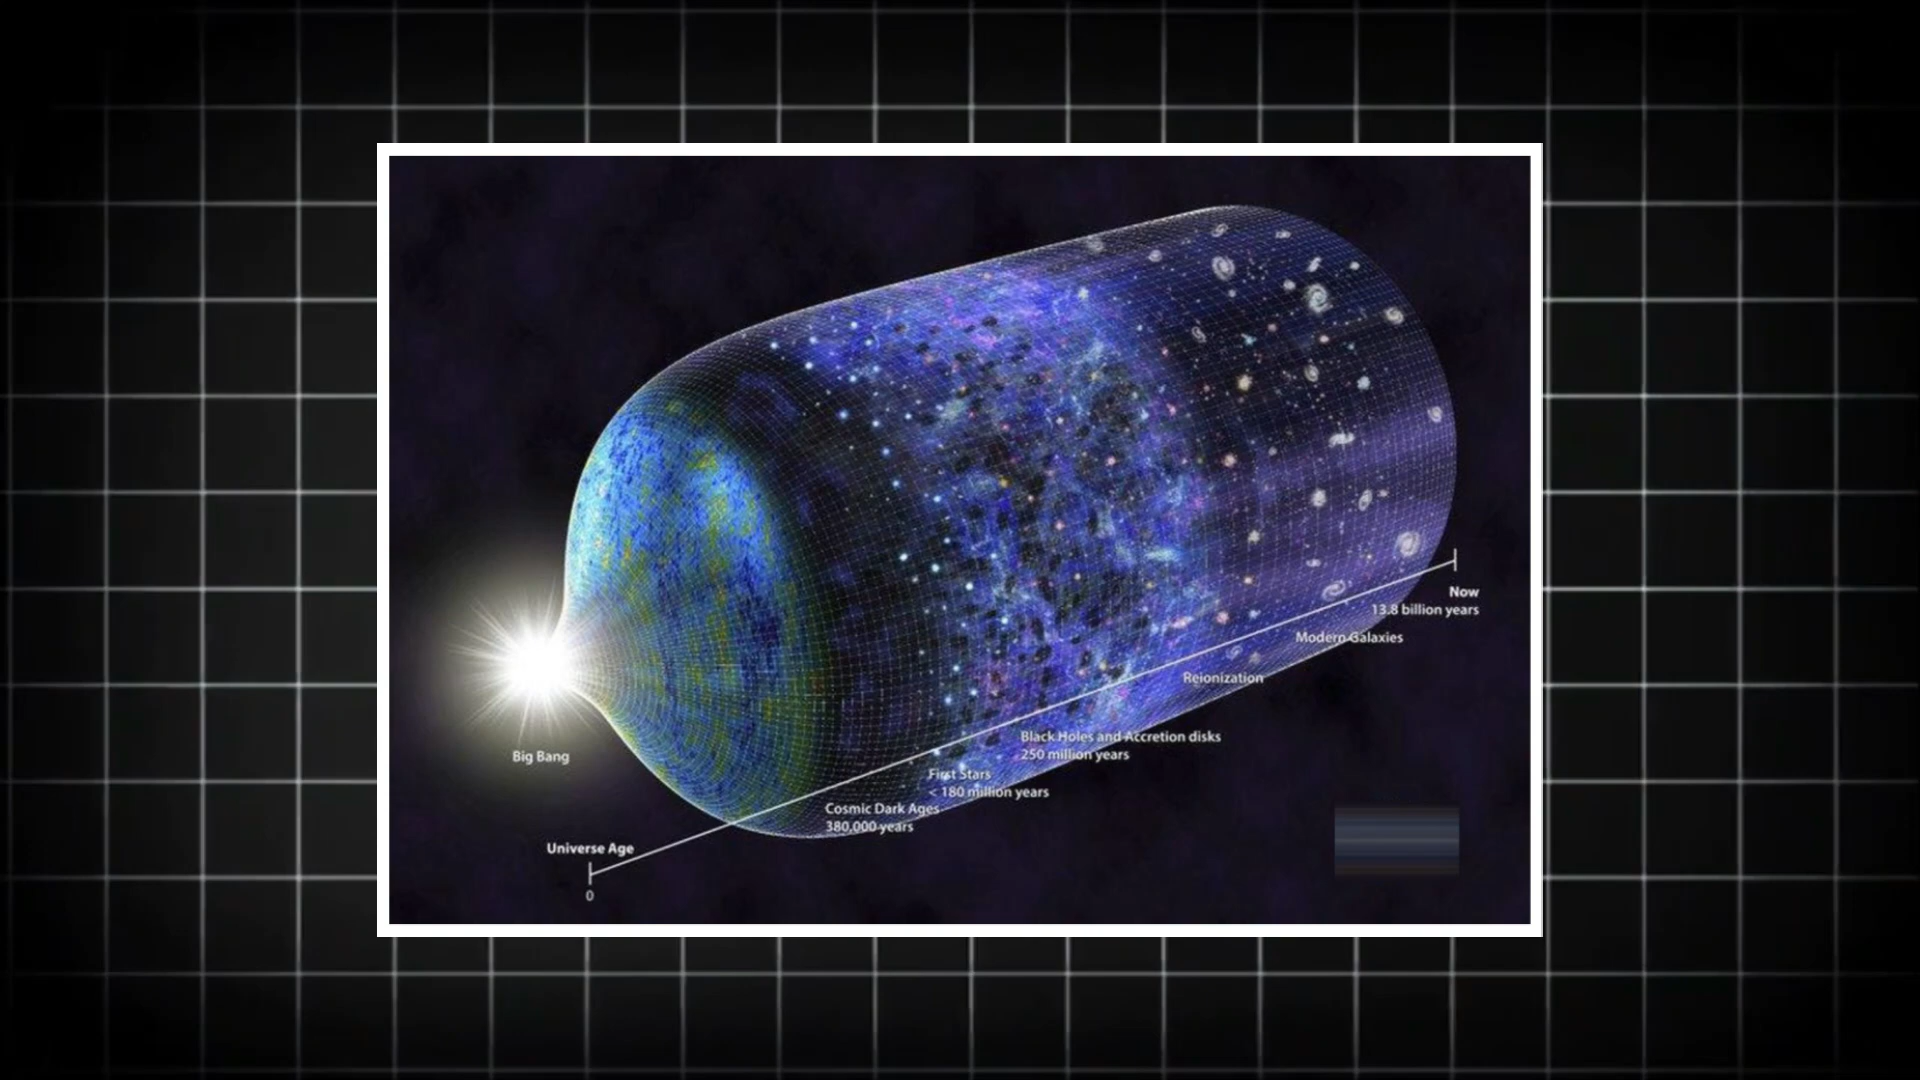 Big Bang
Universe Age
0
Cosmic Dark Ages
380,000 years
First Stars
< 180 million years
Black Holes and Accretion disks
250 million years
Reionization
Modern Galaxies
Now
13.8 billion years